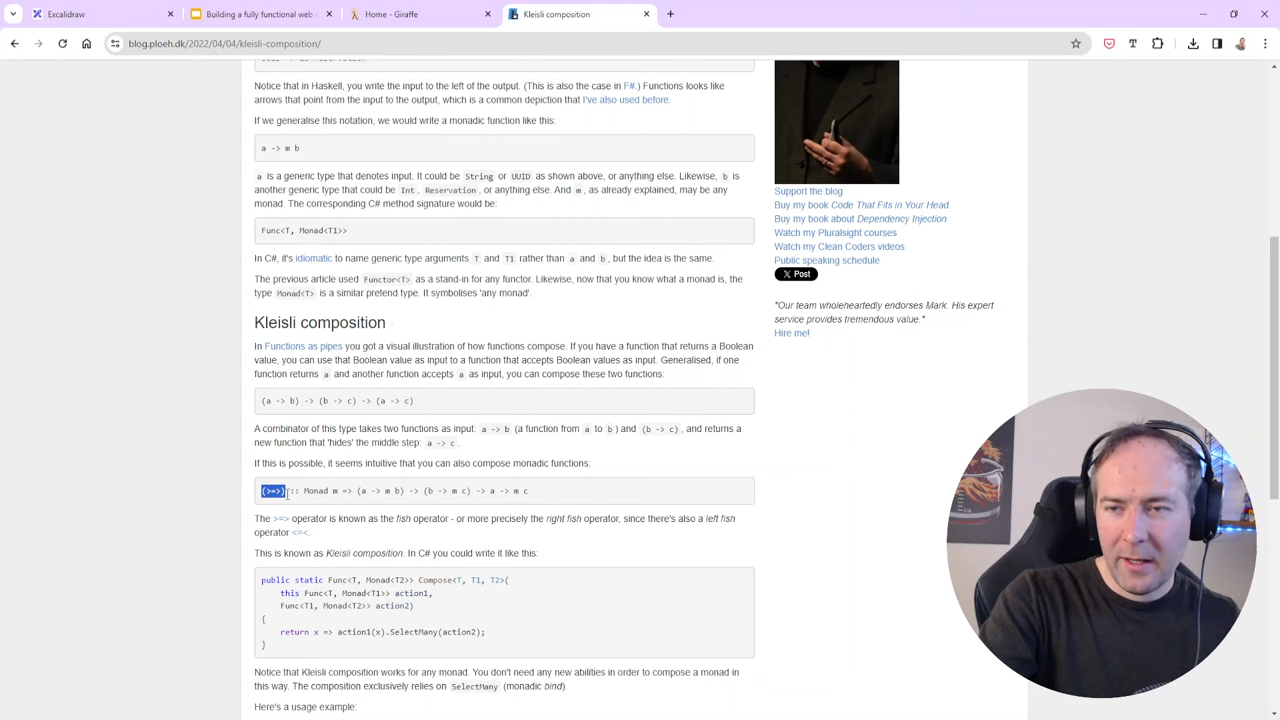 Excalidraw
Building a fully functional web a
Home - Giraffe
Kleisli composition
blog.ploeh.dk/2022/04/04/kleisli-composition/
Notice that in Haskell, you write the input to the left of the output. (This is also the case in F#.) Functions looks like
arrows that point from the input to the output, which is a common depiction that I've also used before.
If we generalise this notation, we would write a monadic function like this:
a -> m b
a is a generic type that denotes input. It could be String or UUID as shown above, or anything else. Likewise, b is
another generic type that could be Int, Reservation, or anything else. And m, as already explained, may be any
monad. The corresponding C# method signature would be:
Func<T, Monad<T1>>
In C#, it's idiomatic to name generic type arguments T and T1 rather than a and b, but the idea is the same.
The previous article used Functor<T> as a stand-in for any functor. Likewise, now that you know what a monad is, the
type Monad<T> is a similar pretend type. It symbolises 'any monad'.
Kleisli composition
In Functions as pipes you got a visual illustration of how functions compose. If you have a function that returns a Boolean
value, you can use that Boolean value as input to a function that accepts Boolean values as input. Generalised, if one
function returns a and another function accepts a as input, you can compose these two functions:
(a -> b) -> (b -> c) -> (a -> c)
A combinator of this type takes two functions as input: a -> b (a function from a to b) and (b -> c), and returns a
new function that 'hides' the middle step: a -> c.
If this is possible, it seems intuitive that you can also compose monadic functions:
(>=>) :: Monad m => (a -> m b) -> (b -> m c) -> a -> m c
The >=> operator is known as the fish operator - or more precisely the right fish operator, since there's also a left fish
operator <=<.
This is known as Kleisli composition. In C# you could write it like this:
public static Func<T, Monad<T2>> Compose<T, T1, T2>(
this Func<T, Monad<T1>> action1,
Func<T1, Monad<T2>> action2)
{
return x => action1(x).SelectMany(action2);
}
Notice that Kleisli composition works for any monad. You don't need any new abilities in order to compose a monad in
this way. The composition exclusively relies on SelectMany (monadic bind).
Here's a usage example:
Support the blog
Buy my book Code That Fits in Your Head
Buy my book about Dependency Injection
Watch my Pluralsight courses
Watch my Clean Coders videos
Public speaking schedule
X Post
"Our team wholeheartedly endorses Mark. His expert
service provides tremendous value."
Hire me!